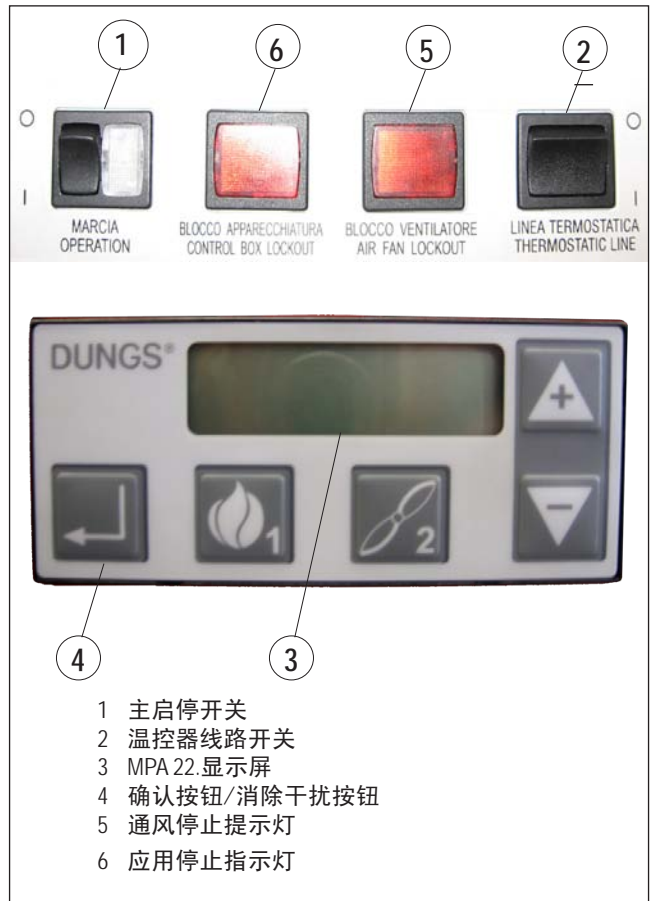 1 6 5 2
O O
I I
MARCIA
OPERATION
BLOCCO APPARECCHIATURA
CONTROL BOX LOCKOUT
BLOCCO VENTILATORE
AIR FAN LOCKOUT
LINEA TERMOSTATICA
THERMOSTATIC LINE
DUNGS®
+
1 2 −
4 3
1 主启停开关
2 温控器线路开关
3 MPA 22.显示屏
4 确认按钮/消除干扰按钮
5 通风停止提示灯
6 应用停止指示灯